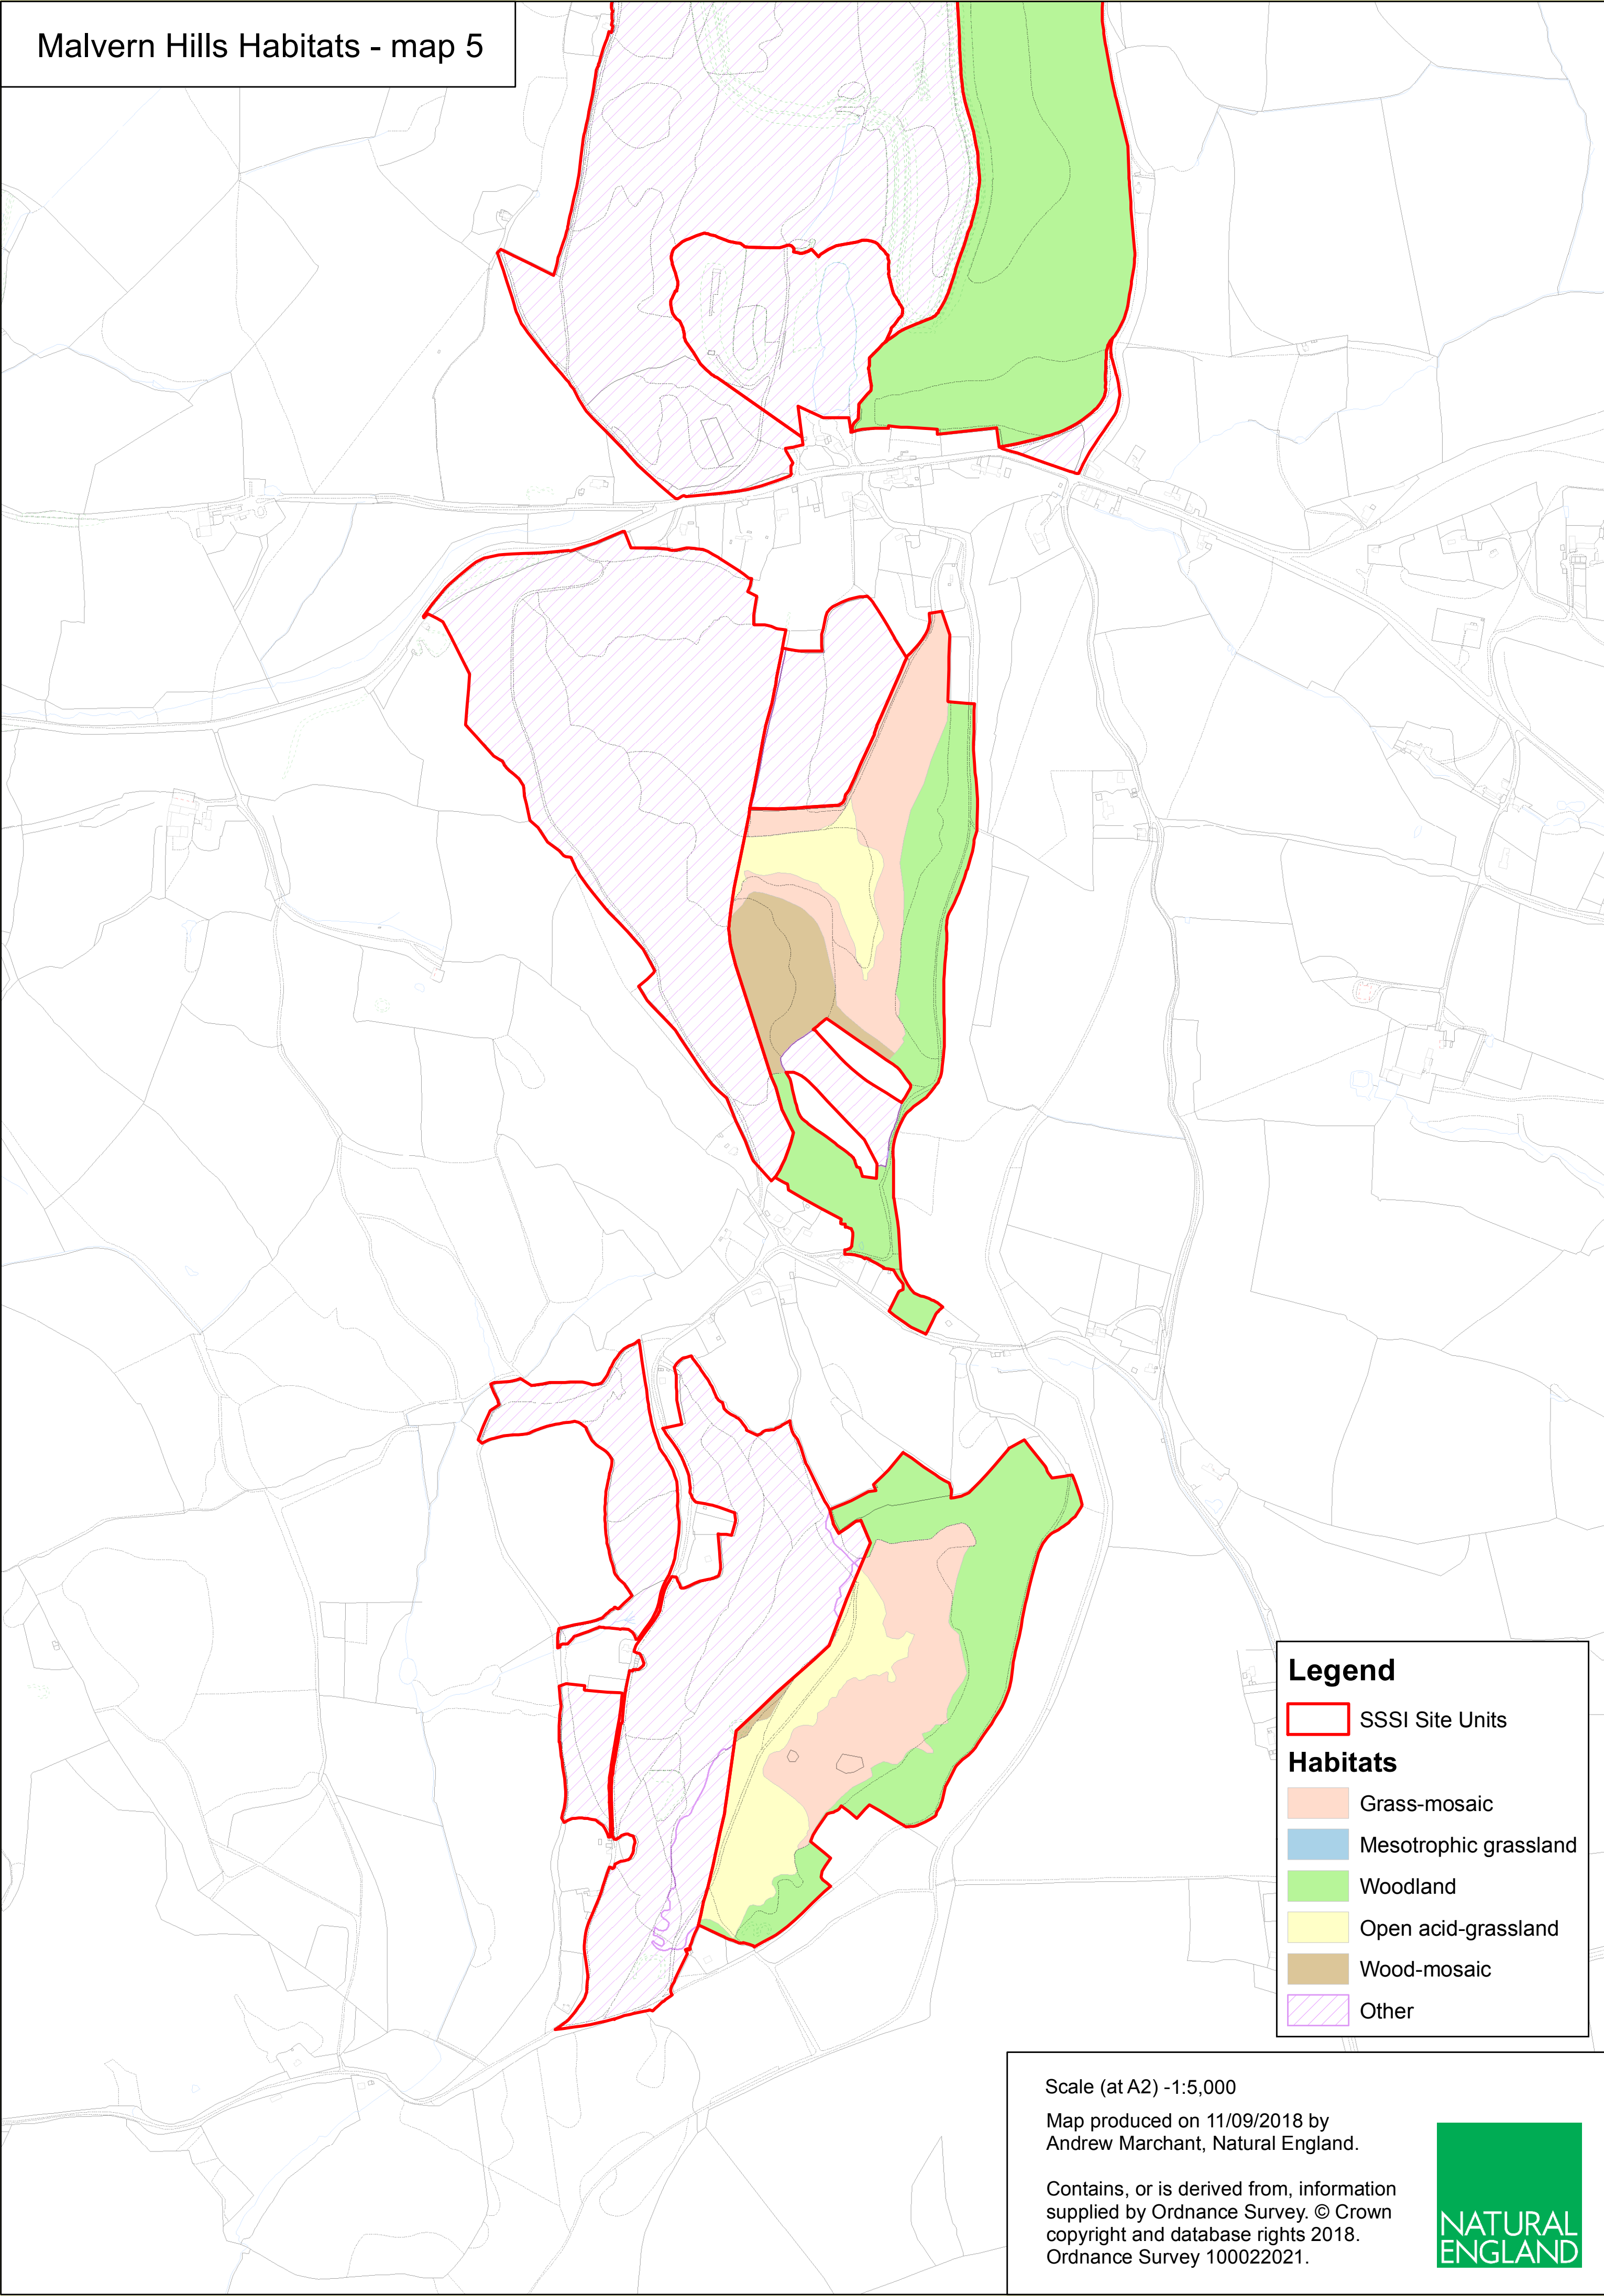 Malvern Hills Habitats - map 5
Legend
SSSI Site Units
Habitats
Grass-mosaic
Mesotrophic grassland
Woodland
Open acid-grassland
Wood-mosaic
Other
Scale (at A2) -1:5,000
Map produced on 11/09/2018 by
Andrew Marchant, Natural England.
Contains, or is derived from, information
supplied by Ordnance Survey. © Crown
copyright and database rights 2018.
Ordnance Survey 100022021.
NATURAL
ENGLAND